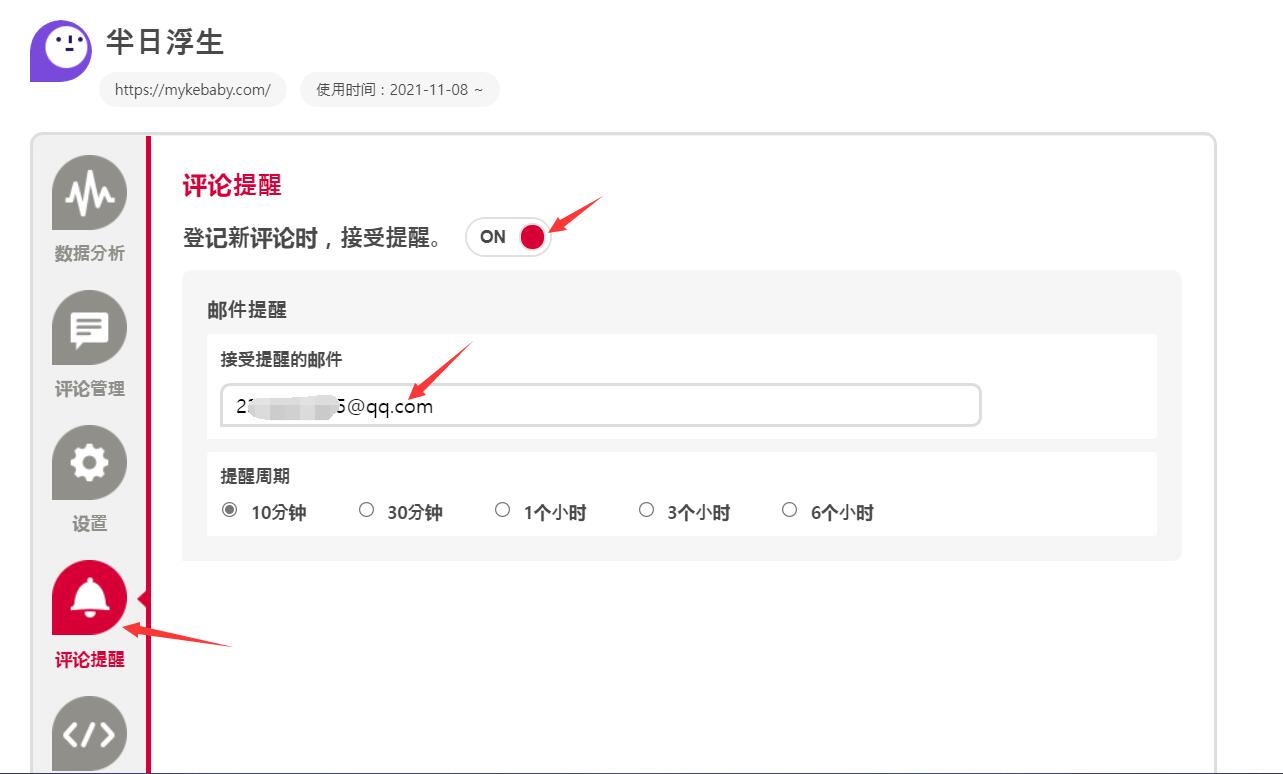 半日浮生
https://mykebaby.com/
使用时间：2021-11-08 ~
数据分析
评论管理
设置
评论提醒
评论提醒
登记新评论时，接受提醒。 ON
邮件提醒
接受提醒的邮件
5@qq.com
提醒周期
10分钟 30分钟 1个小时 3个小时 6个小时